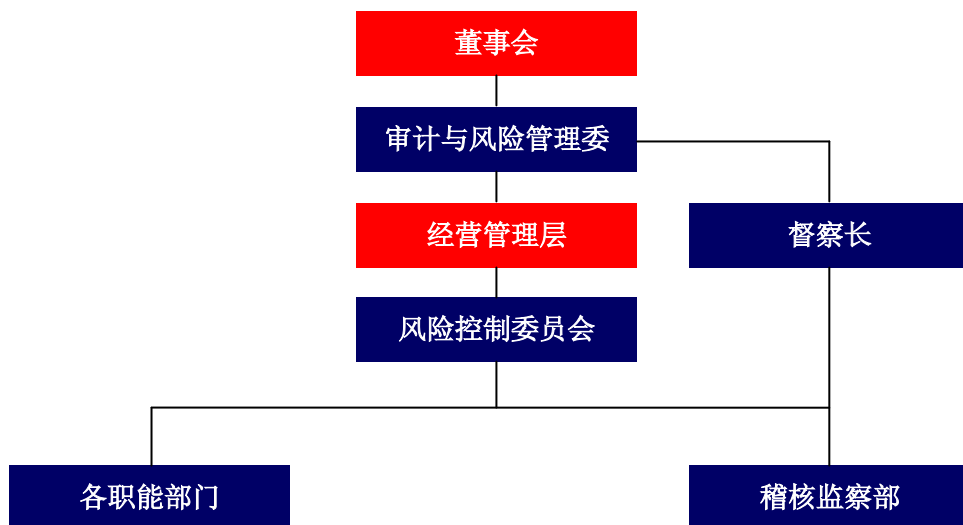 董事会
审计与风险管理委
经营管理层
督察长
风险控制委员会
各职能部门
稽核监察部